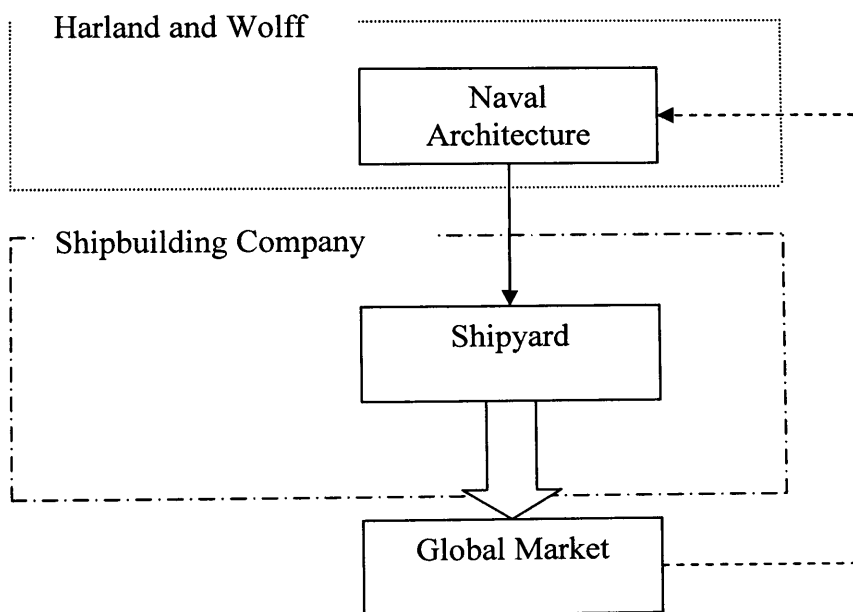 Harland and Wolff
Naval
Architecture
Shipbuilding Company
Shipyard
Global Market